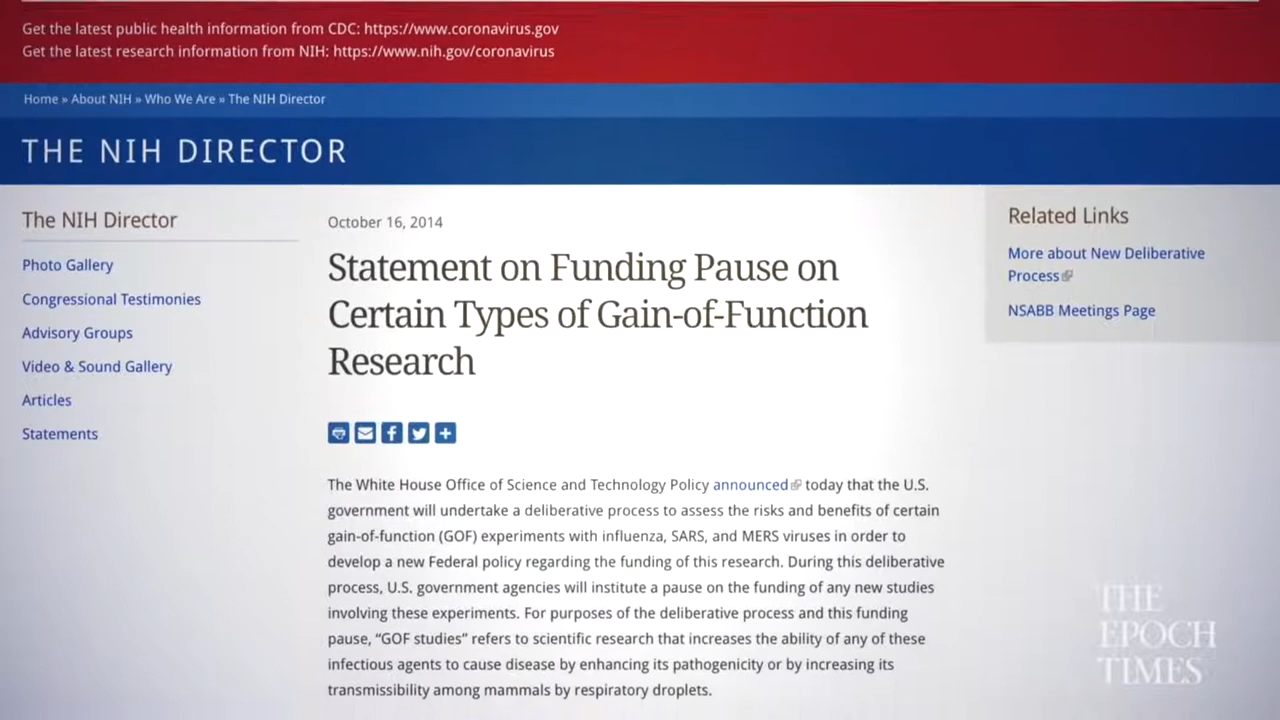 Get the latest public health information from CDC: https://www.coronavirus.gov
Get the latest research information from NIH: https://www.nih.gov/coronavirus
Home » About NIH » Who We Are » The NIH Director
THE NIH DIRECTOR
The NIH Director
Photo Gallery
Congressional Testimonies
Advisory Groups
Video & Sound Gallery
Articles
Statements
October 16, 2014
Statement on Funding Pause on
Certain Types of Gain-of-Function
Research
The White House Office of Science and Technology Policy announced today that the U.S.
government will undertake a deliberative process to assess the risks and benefits of certain
gain-of-function (GOF) experiments with influenza, SARS, and MERS viruses in order to
develop a new Federal policy regarding the funding of this research. During this deliberative
process, U.S. government agencies will institute a pause on the funding of any new studies
involving these experiments. For purposes of the deliberative process and this funding
pause, “GOF studies” refers to scientific research that increases the ability of any of these
infectious agents to cause disease by enhancing its pathogenicity or by increasing its
transmissibility among mammals by respiratory droplets.
Related Links
More about New Deliberative
Process
NSABB Meetings Page
THE
EPOCH
TIMES